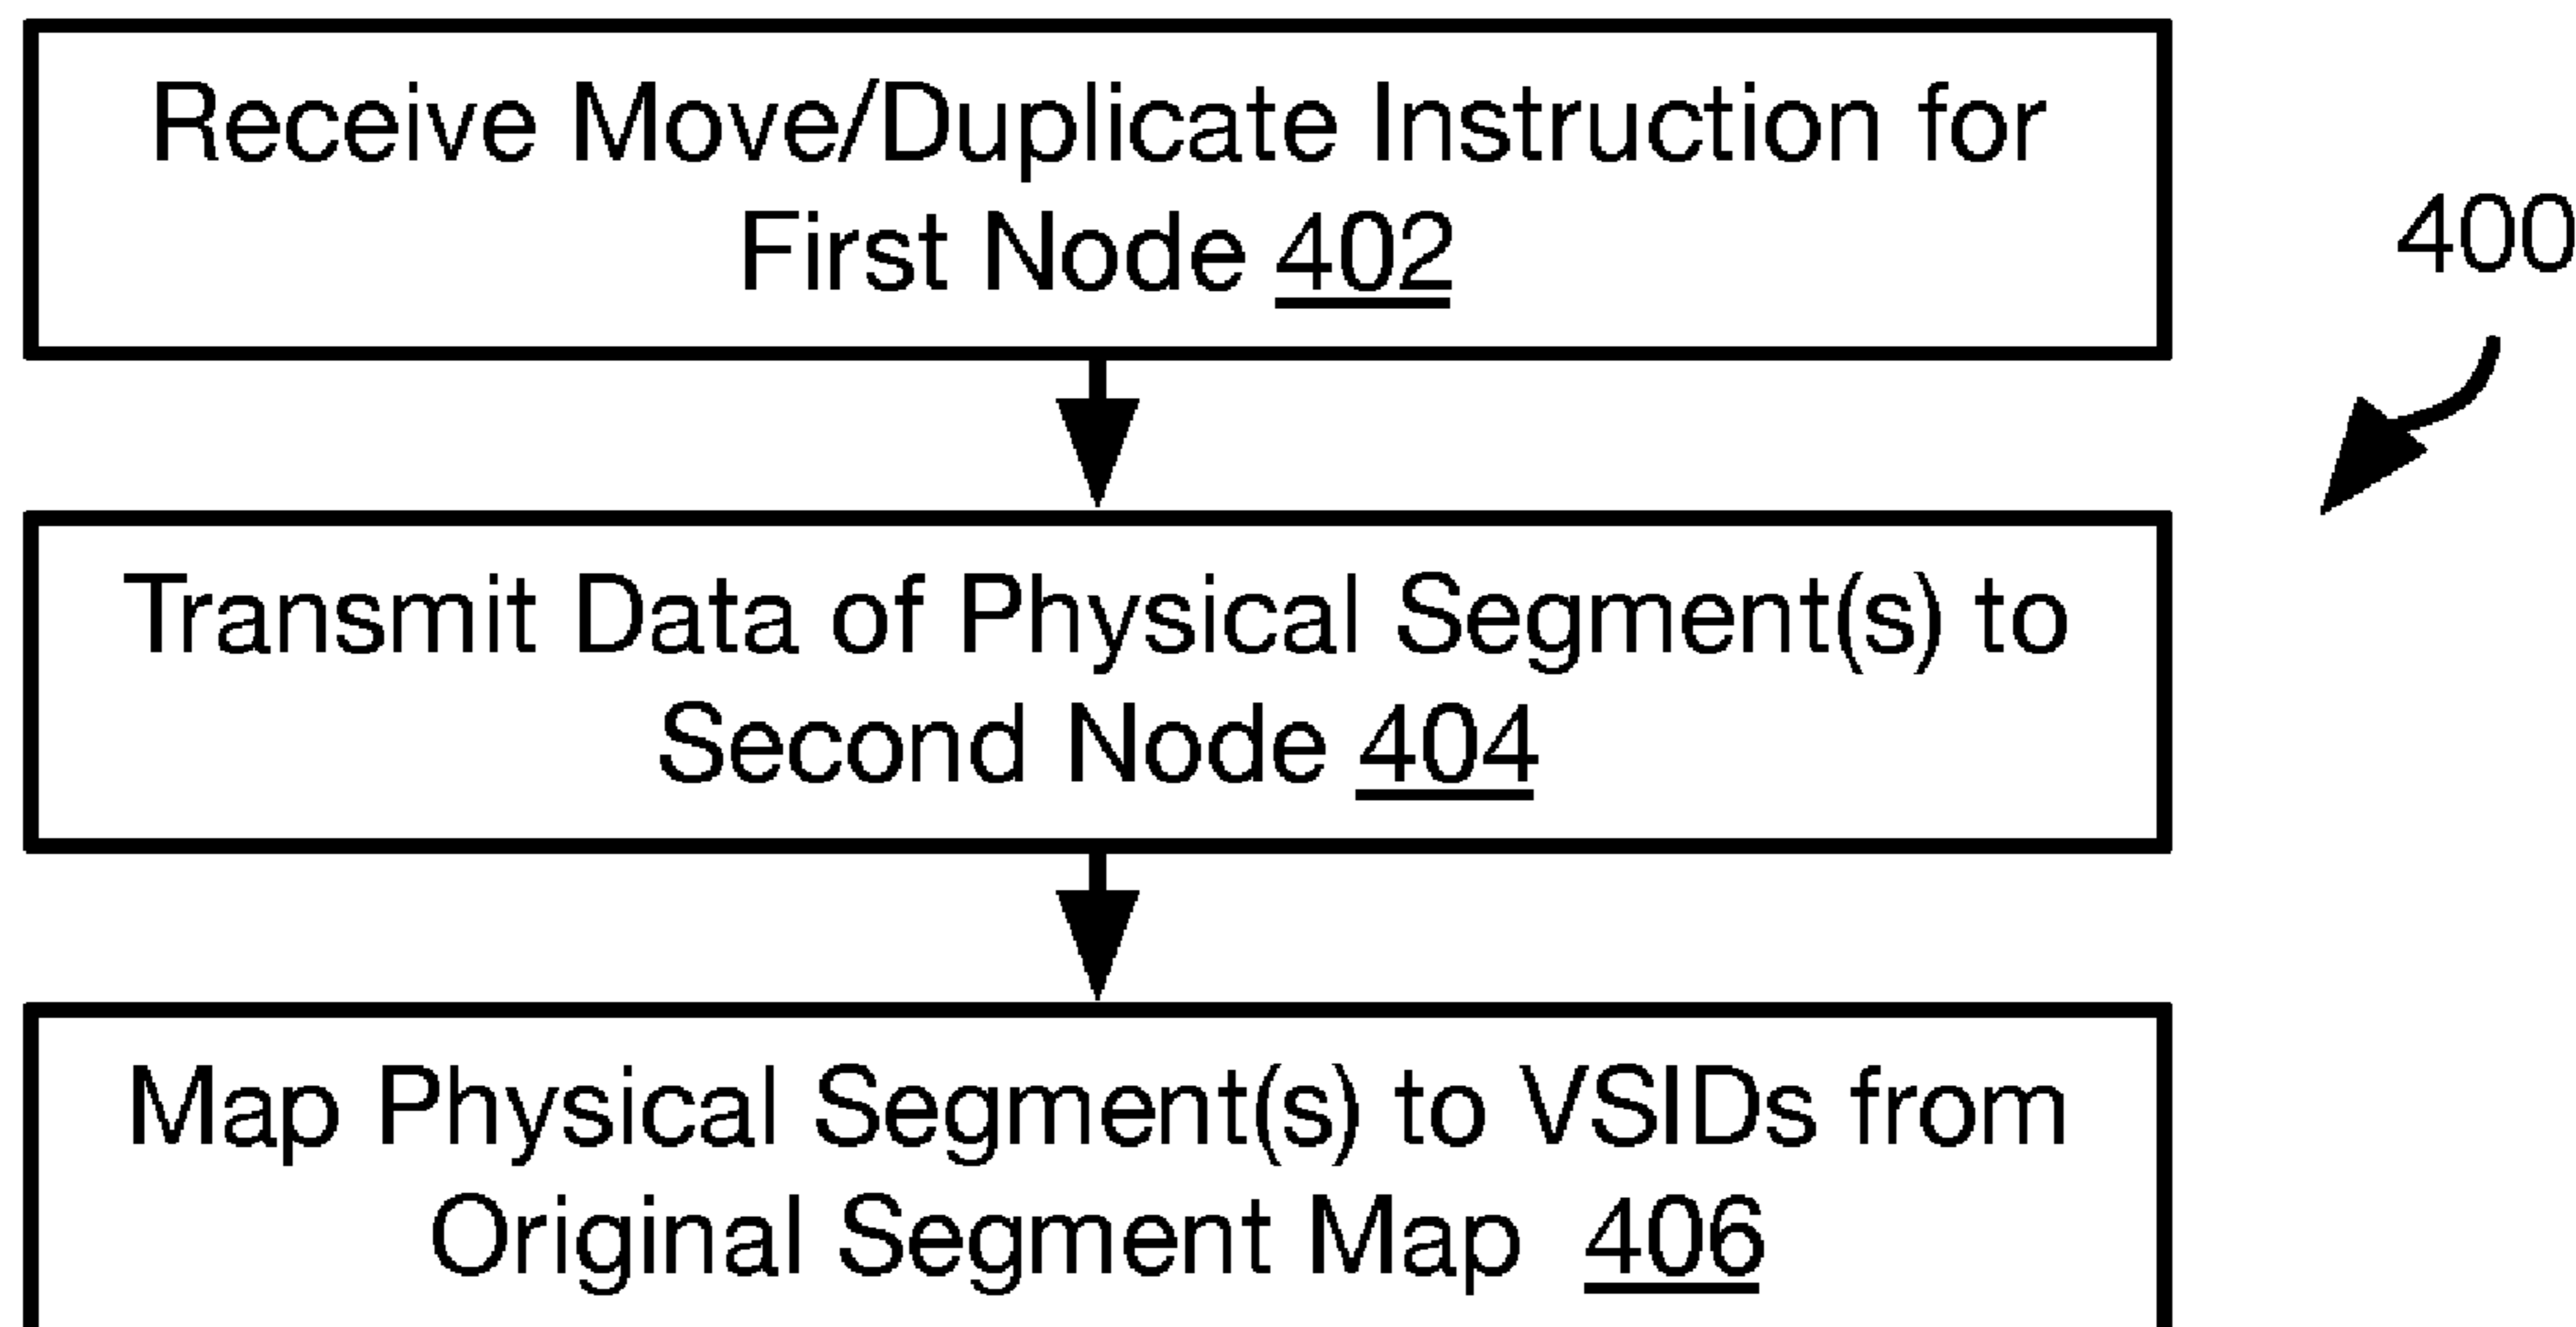 Receive Move/Duplicate Instruction for
First Node 402
400
Transmit Data of Physical Segment(s) to
Second Node 404
Map Physical Segment(s) to VSIDs from
Original Segment Map 406